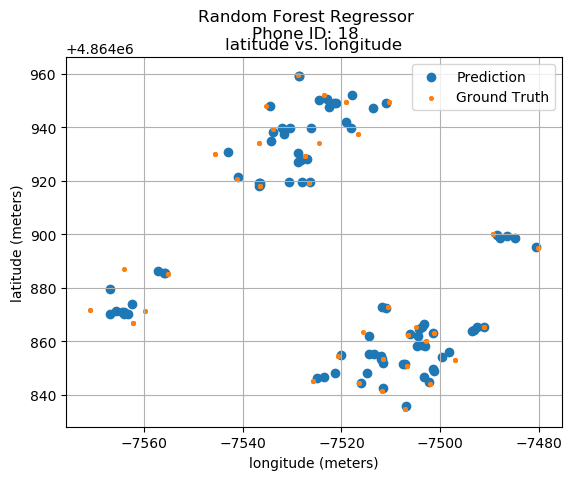 Random Forest Regressor
Phone ID: 18
latitude vs. longitude
+4.864e6
Prediction
Ground Truth
960
940
920
900
880
860
840
latitude (meters)
−7560
−7540
−7520
−7500
−7480
longitude (meters)